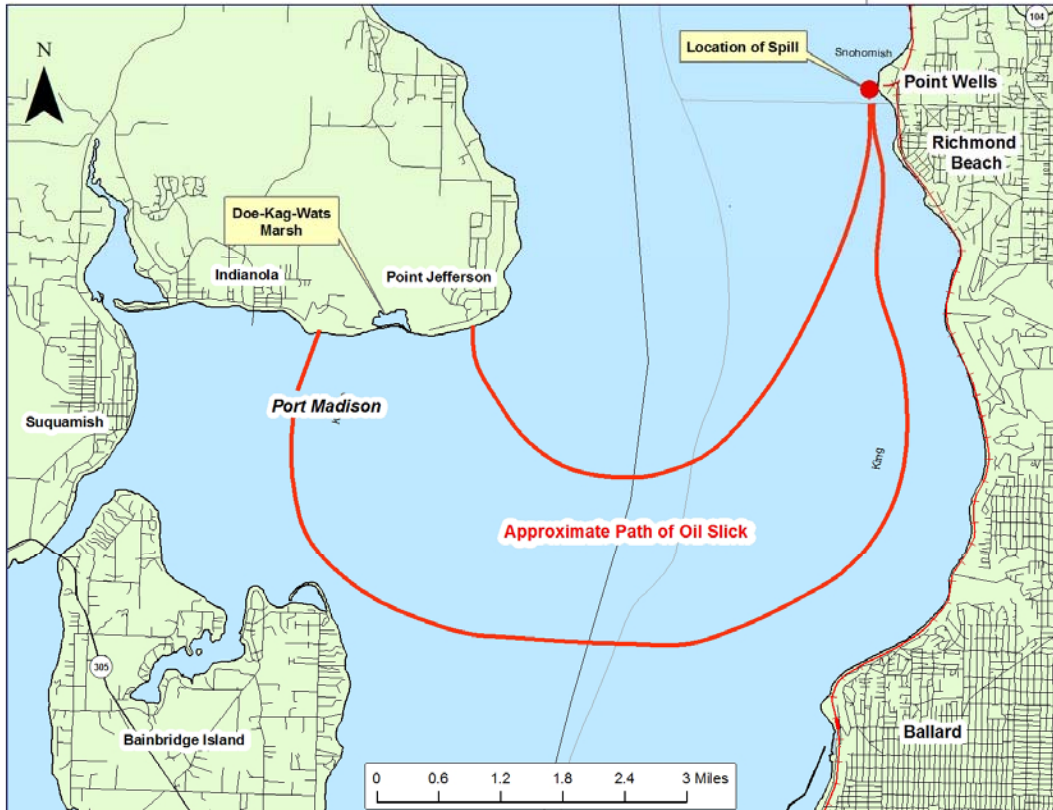 104
Snohomish
Location of Spill
Point Wells
N
Richmond
Beach
Doe-Kag-Wats
Marsh
Indianola
Point Jefferson
Port Madison
Suquamish
King
Approximate Path of Oil Slick
305
Bainbridge Island
Ballard
0 0.6 1.2 1.8 2.4 3 Miles